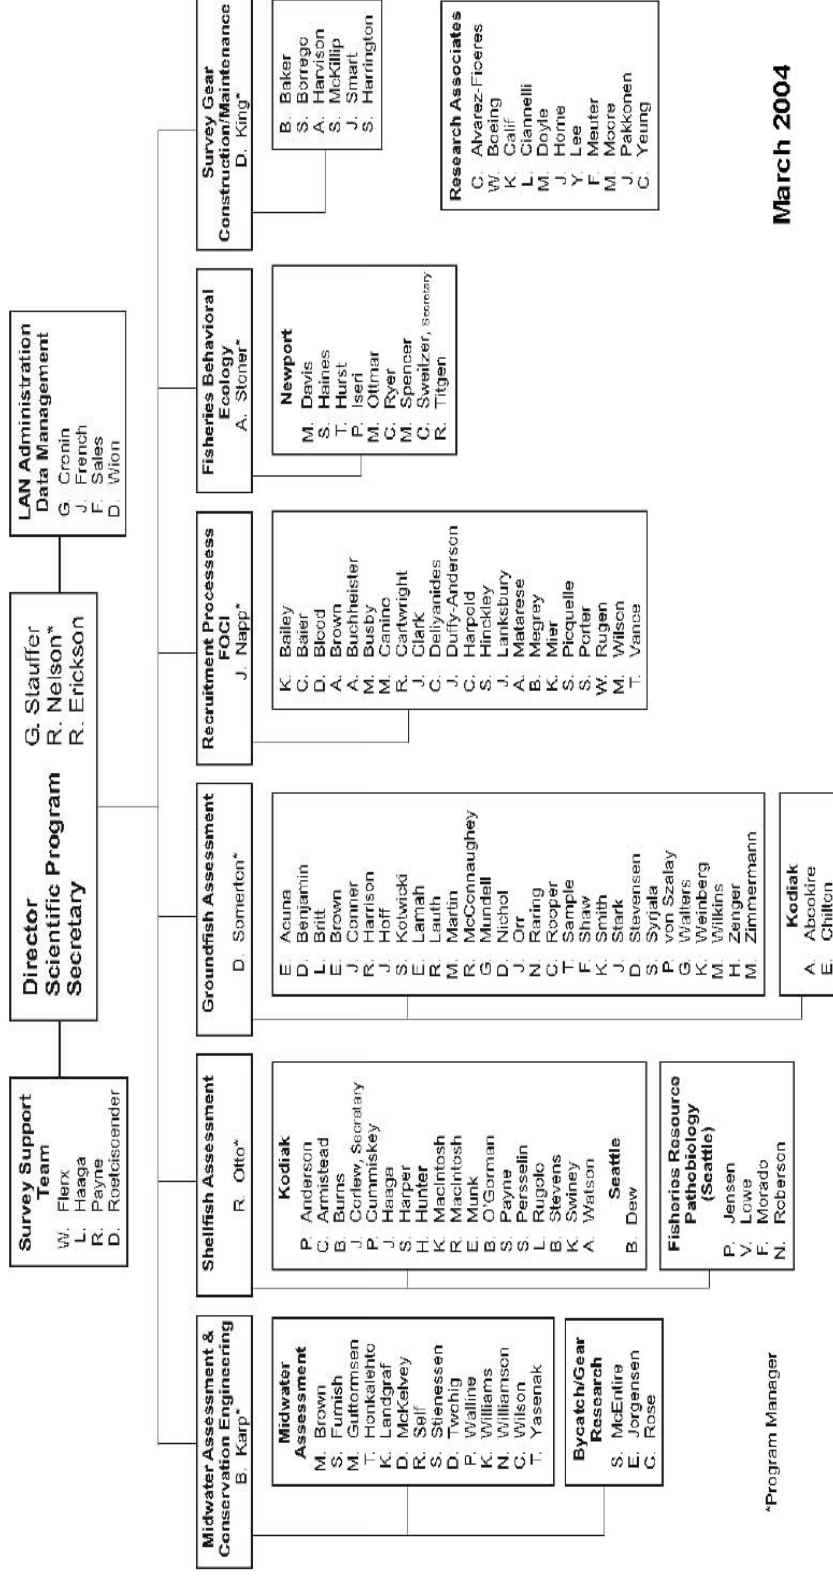 Director G. Stauffer
Scientific Program R. Nelson*
Secretary R. Erickson
Survey Support
Team
W. Flerx
L. Haaga
R. Payne
D. Roetcisoender
LAN Administration
Data Management
G. Cronin
J. French
F. Sales
D. Wion
Midwater Assessment &
Conservation Engineering
B. Karp*
Midwater
Assessment
M. Brown
S. Furnish
M. Guttormsen
T. Honkalehto
K. Landgraf
D. McKelvey
R. Self
S. Stienessen
D. Twohig
P. Walline
K. Williams
N. Williamson
C. Wilson
T. Yasenak
Bycatch/Gear
Research
S. McEntire
E. Jorgensen
C. Rose
Shellfish Assessment
R. Otto*
Kodiak
P. Anderson
C. Armistead
B. Burns
J. Corlew, Secretary
P. Cummiskey
J. Haaga
S. Harper
H. Hunter
K. MacIntosh
R. MacIntosh
E. Munk
B. O'Gorman
S. Payne
S. Persselin
L. Rugolo
B. Stevens
K. Swiney
A. Watson
Seattle
B. Dew
Fisheries Resource
Pathobiology
(Seattle)
P. Jensen
V. Lowe
F. Morado
N. Roberson
Groundfish Assessment
D. Somerton*
E. Acuna
D. Benjamin
L. Britt
E. Brown
J. Conner
R. Harrison
J. Hoff
S. Kotwicki
E. Lamah
R. Lauth
M. Martin
R. McConnaughey
G. Mundell
D. Nichol
J. Orr
N. Raring
C. Rooper
T. Sample
F. Shaw
K. Smith
J. Stark
D. Stevensen
S. Syrjala
P. von Szalay
G. Walters
K. Weinberg
M. Wilkins
H. Zenger
M. Zimmermann
Kodiak
A. Abookire
E. Chilton
Recruitment Processess
FOCI
J. Napp*
K. Bailey
C. Baier
D. Blood
A. Brown
A. Buchheister
M. Busby
M. Canino
R. Cartwright
J. Clark
C. Deliyanides
J. Duffy-Anderson
C. Harpold
S. Hinckley
J. Lanksbury
A. Matarese
B. Megrey
K. Mier
S. Picquelle
S. Porter
W. Rugen
M. Wilson
T. Vance
Fisheries Behavioral
Ecology
A. Stoner*
Newport
M. Davis
S. Haines
T. Hurst
P. Iseri
M. Ottmar
C. Ryer
M. Spencer
C. Sweitzer, Secretary
R. Titgen
Survey Gear
Construction/Maintenance
D. King*
B. Baker
S. Borrego
A. Harvison
S. McKillip
J. Smart
S. Harrington
Research Associates
C. Alvarez-Flores
W. Boeing
K. Calif
L. Ciannelli
M. Doyle
J. Horne
Y. Lee
F. Meuter
M. Moore
J. Pakkonen
C. Yeung
*Program Manager
March 2004